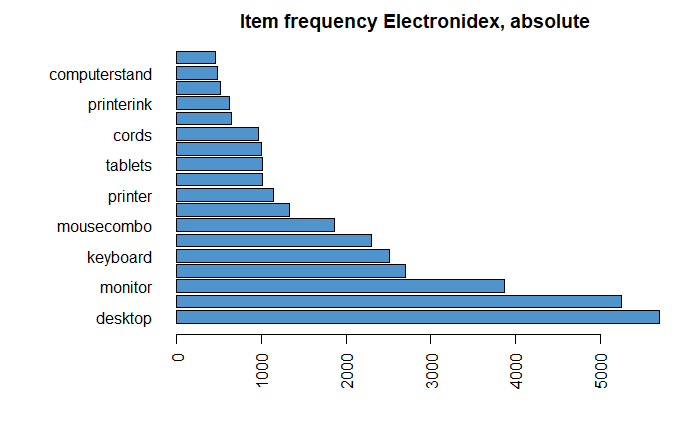 Item frequency Electronidex, absolute
computerstand
printerink
cords
tablets
printer
mousecombo
keyboard
monitor
desktop
0
1000
2000
3000
4000
5000